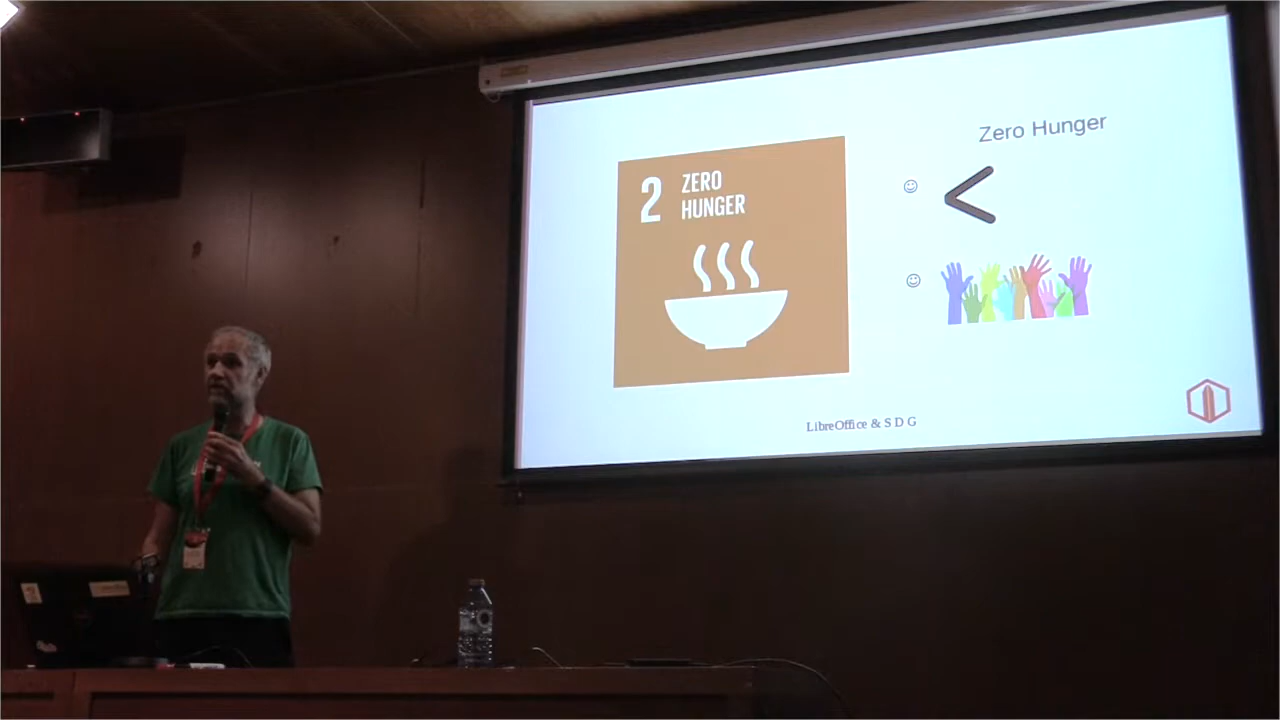 Zero Hunger
2 ZERO
HUNGER
<
LibreOffice & S D G